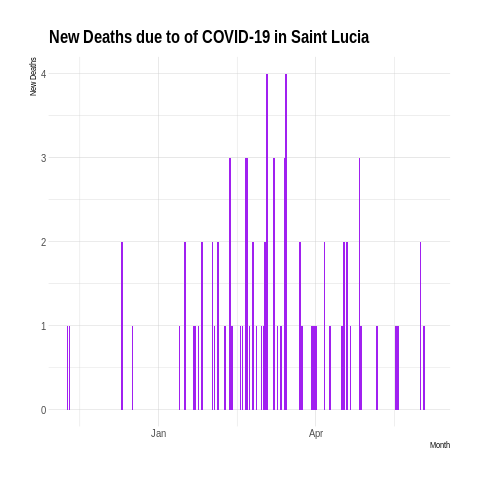 New Deaths due to of COVID-19 in Saint Lucia
New Deaths
4
3
2
1
0
Jan Apr
Month